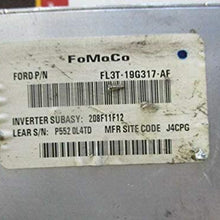 FoMoCo
FORD P/N FL3T-19G317-AF
INVERTER SUBASY: 208F11F12
LEAR S/N: P552 0L4TD MFR SITE CODE J4CPG